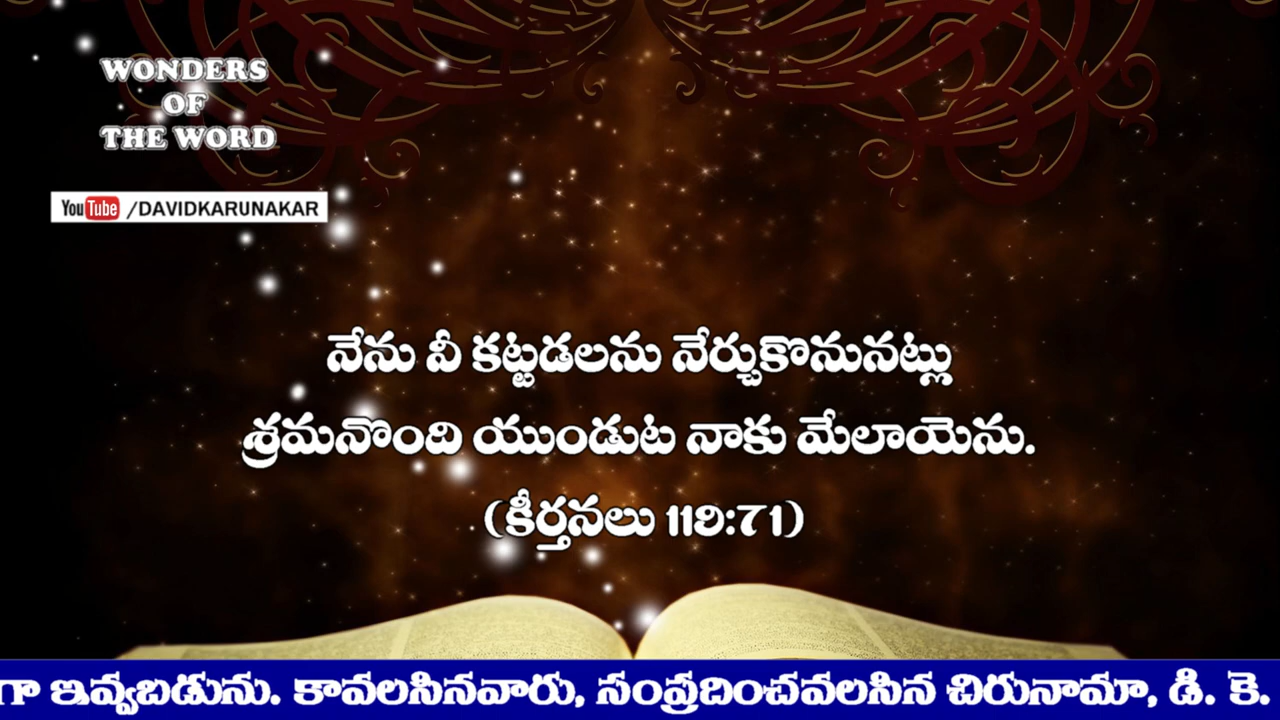 WONDERS
OF
THE WORD
YouTube /DAVIDKARUNAKAR
నేను నీ కట్టడలను నేర్చుకొనునట్లు
శ్రమనొంది యుండుట నాకు మేలాయెను.
(కీర్తనలు 119:71)
గా ఇవ్వబడును. కావలసినవారు, సంప్రదించవలసిన చిరునామా, డి. కె.